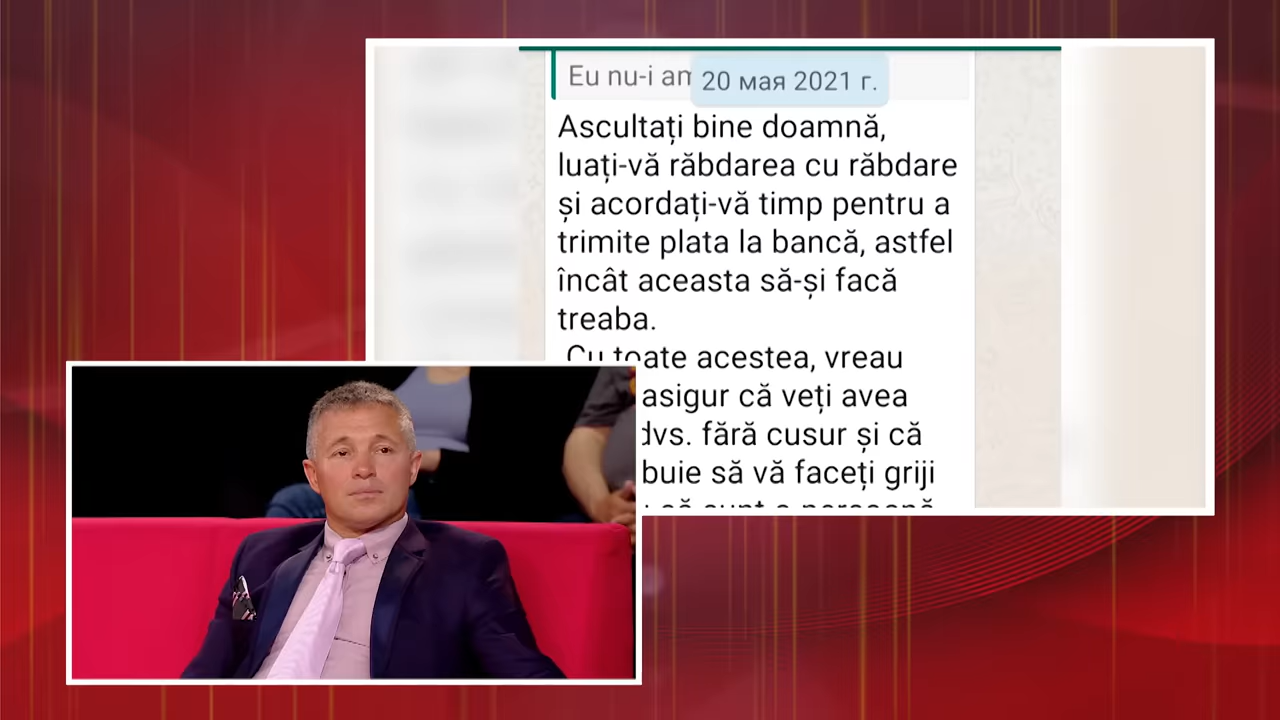 Eu nu-i
20 мая 2021 г.
Ascultați bine doamnă,
luați-vă răbdarea cu răbdare
și acordați-vă timp pentru a
trimite plata la bancă, astfel
încât aceasta să-și facă
treaba.
Cu toate acestea, vreau
asigur că veți avea
dvs. fără cusur și că
să vă faceți griji